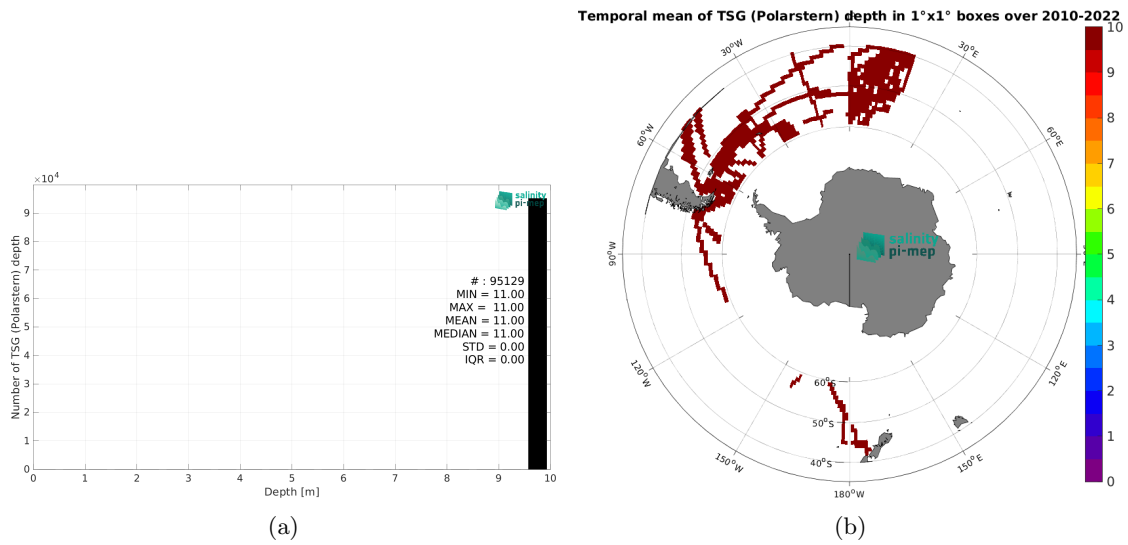 Temporal mean of TSG (Polarstern) depth in 1°x1° boxes over 2010-2022
×10⁴
9
8
7
6
5
4
3
2
1
0
Number of TSG (Polarstern) depth
salinity
pi-mep
# : 95129
MIN = 11.00
MAX = 11.00
MEAN = 11.00
MEDIAN = 11.00
STD = 0.00
IQR = 0.00
0 1 2 3 4 5 6 7 8 9 10
Depth [m]
(a)
0°
30°W
30°E
60°W
60°E
90°W
120°W
120°E
150°W
150°E
180°W
60°S
50°S
40°S
salinity
pi-mep
10
9
8
7
6
5
4
3
2
1
0
(b)